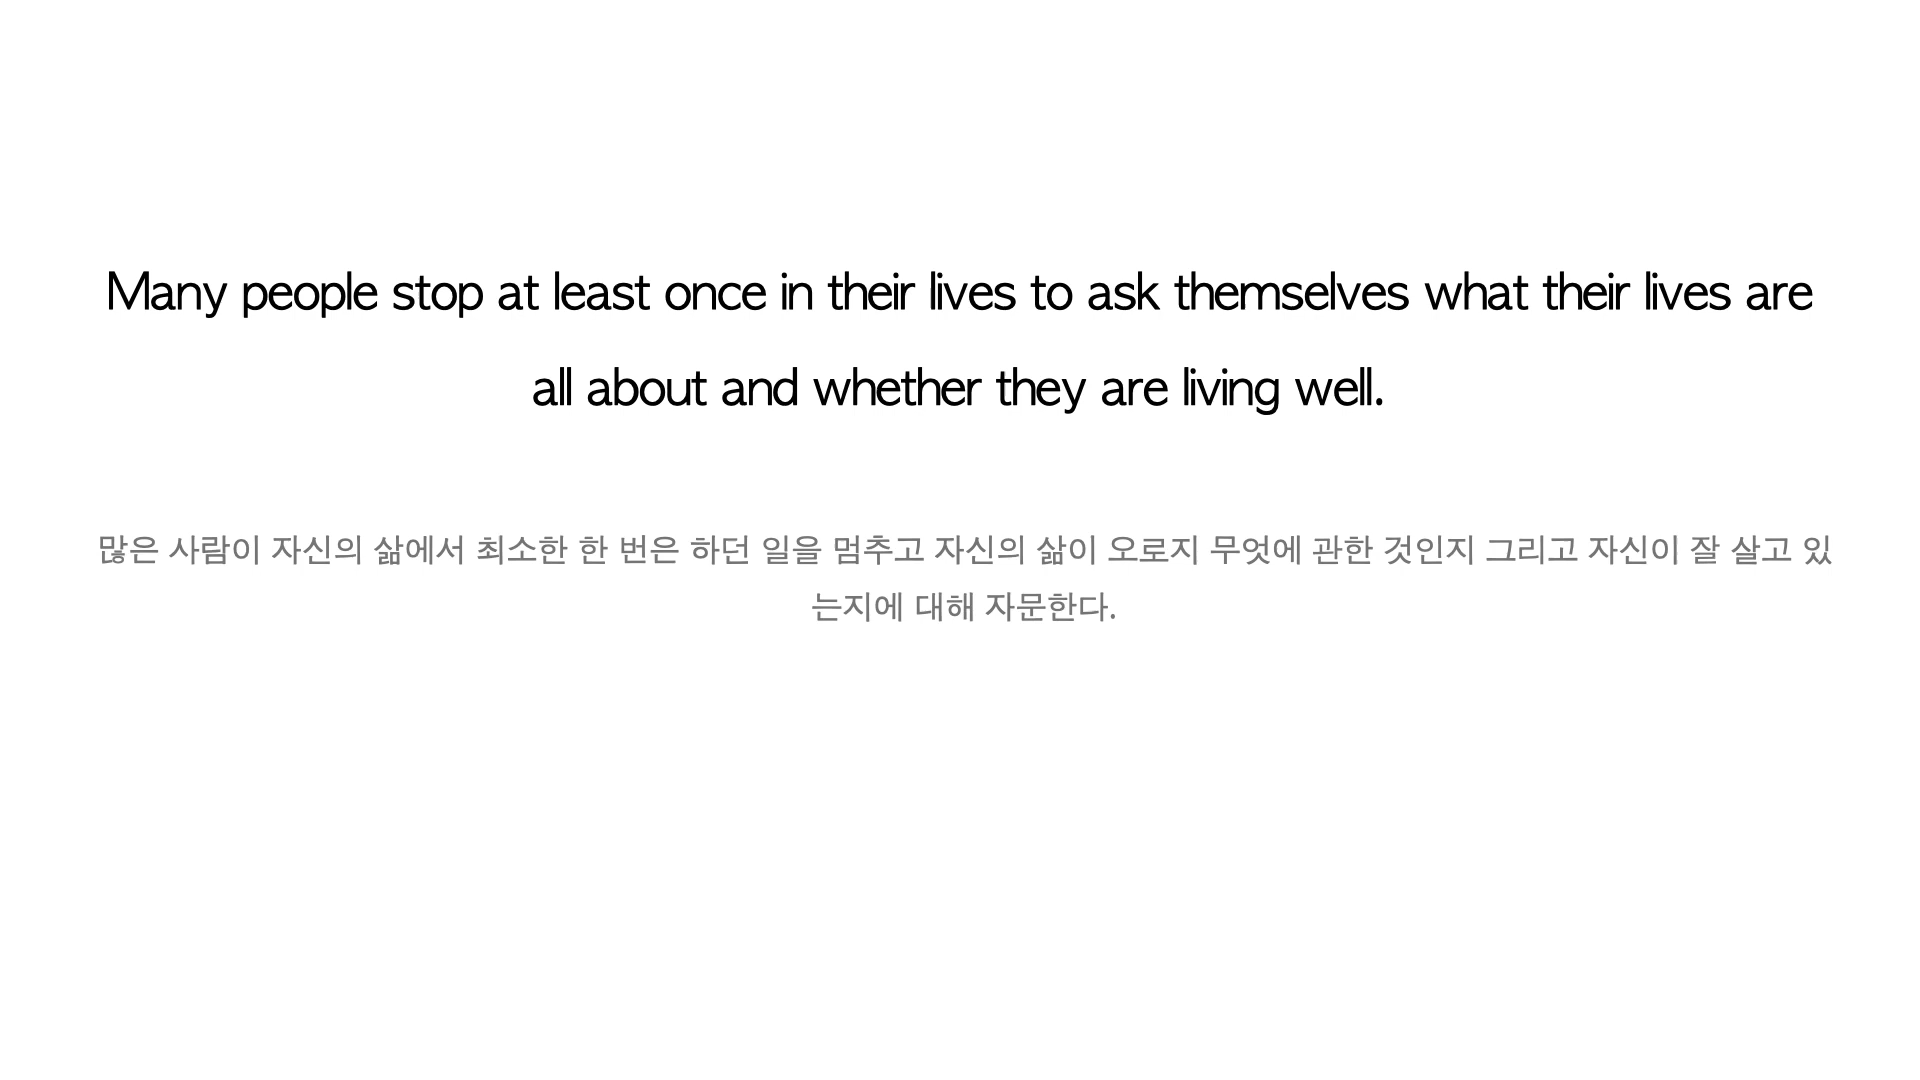 Many people stop at least once in their lives to ask themselves what their lives are
all about and whether they are living well.
많은 사람이 자신의 삶에서 최소한 한 번은 하던 일을 멈추고 자신의 삶이 오로지 무엇에 관한 것인지 그리고 자신이 잘 살고 있
는지에 대해 자문한다.